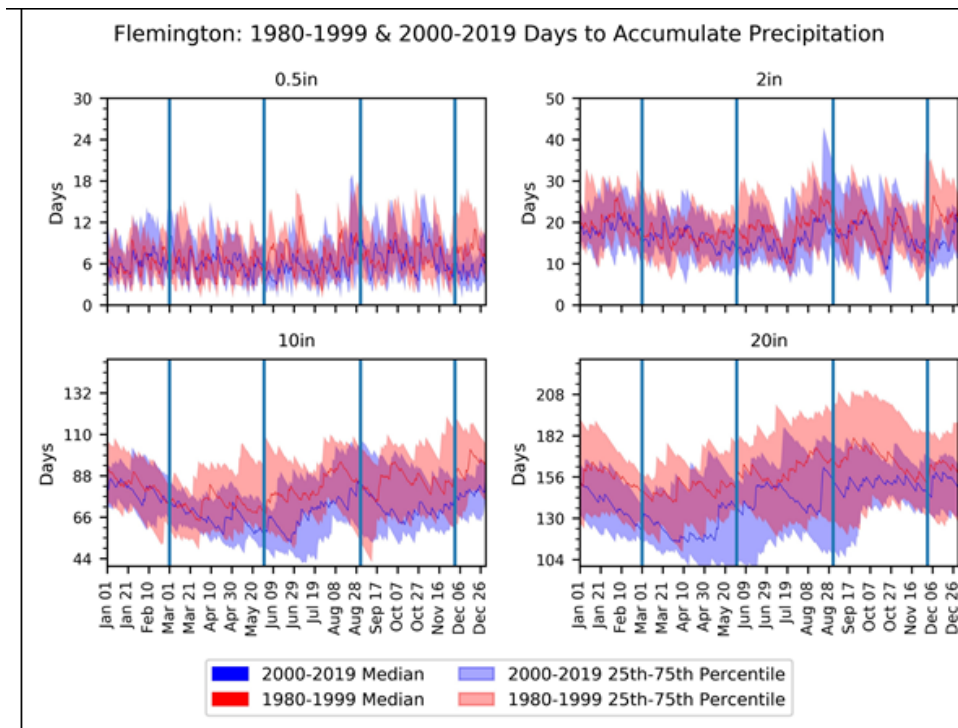 Flemington: 1980-1999 & 2000-2019 Days to Accumulate Precipitation
0.5in
30
24
18
12
6
0
Days
2in
50
40
30
20
10
0
Days
10in
132
110
88
66
44
Days
Jan 01
Jan 21
Feb 10
Mar 01
Mar 21
Apr 10
Apr 30
May 20
Jun 09
Jun 29
Jul 19
Aug 08
Aug 28
Sep 17
Oct 07
Oct 27
Nov 16
Dec 06
Dec 26
20in
208
182
156
130
104
Days
Jan 01
Jan 21
Feb 10
Mar 01
Mar 21
Apr 10
Apr 30
May 20
Jun 09
Jun 29
Jul 19
Aug 08
Aug 28
Sep 17
Oct 07
Oct 27
Nov 16
Dec 06
Dec 26
2000-2019 Median
2000-2019 25th-75th Percentile
1980-1999 Median
1980-1999 25th-75th Percentile